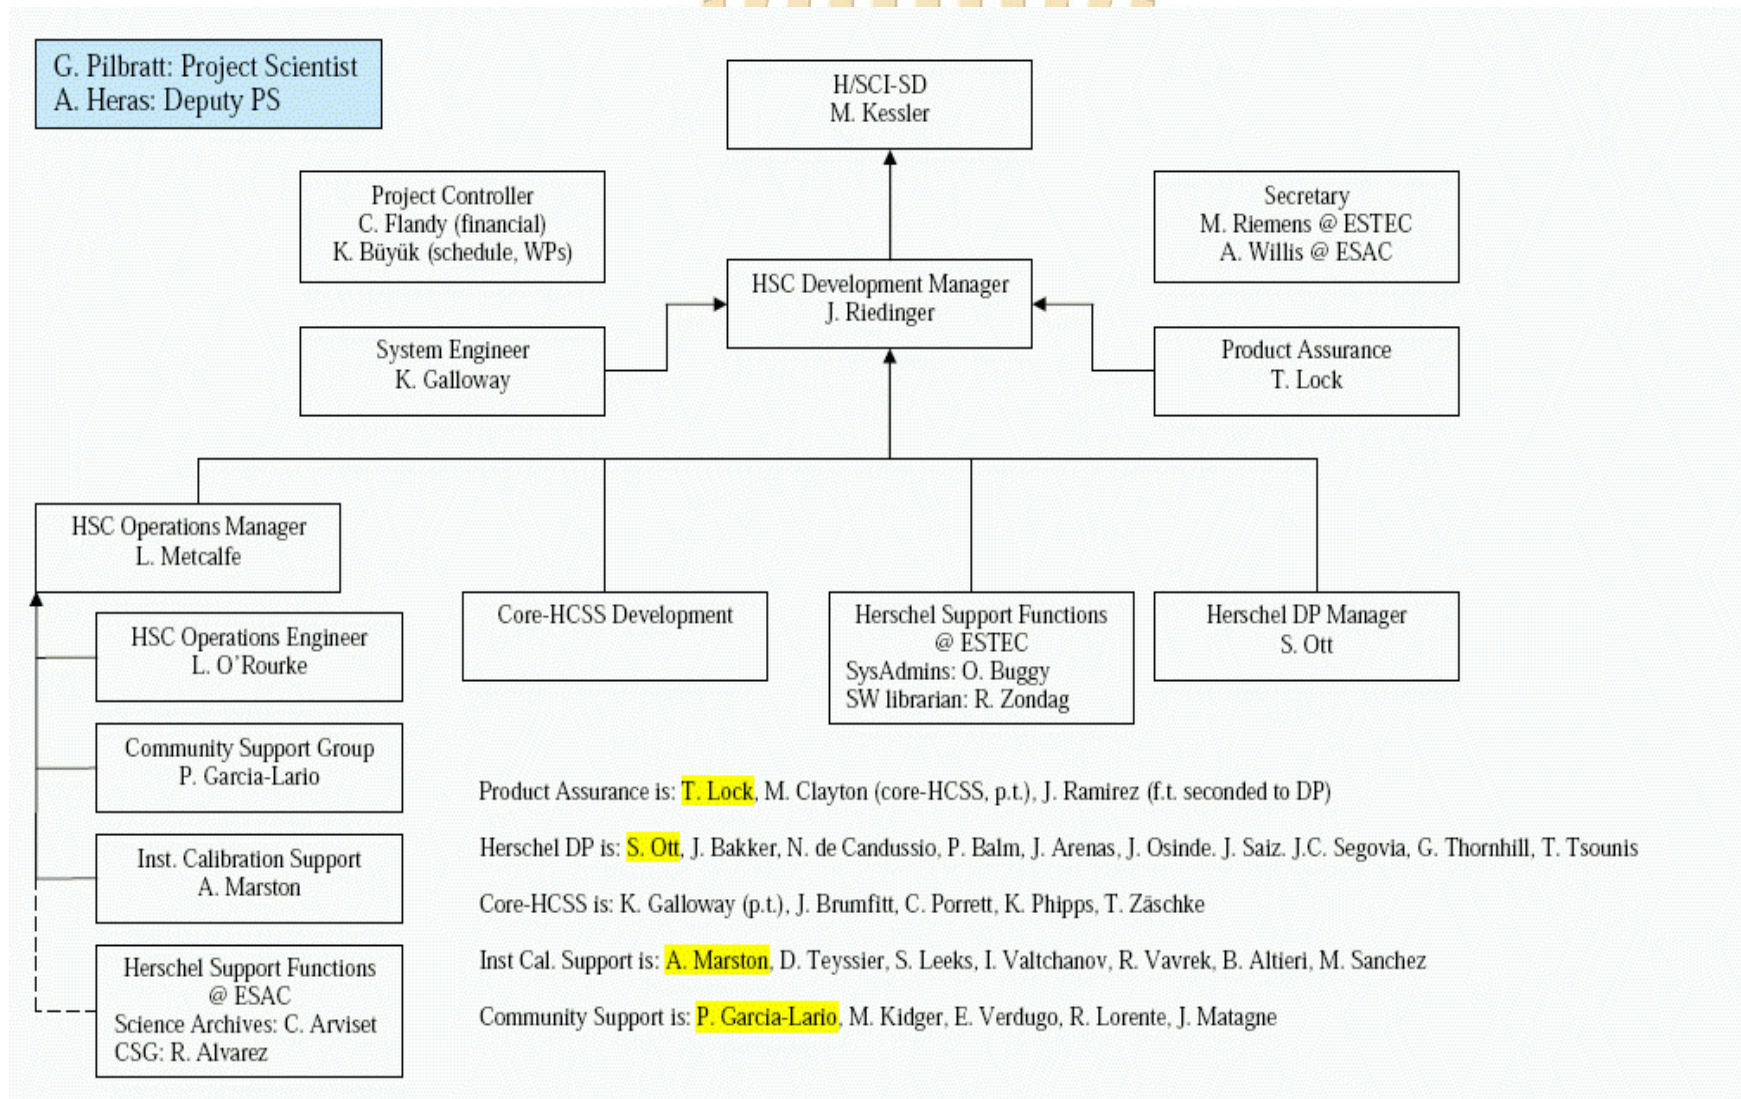 G. Pilbratt: Project Scientist
A. Heras: Deputy PS
H/SCI-SD
M. Kessler
Project Controller
C. Flandy (financial)
K. Büyük (schedule, WPs)
Secretary
M. Riemens @ ESTEC
A. Willis @ ESAC
HSC Development Manager
J. Riedinger
System Engineer
K. Galloway
Product Assurance
T. Lock
HSC Operations Manager
L. Metcalfe
Core-HCSS Development
Herschel Support Functions
@ ESTEC
SysAdmins: O. Buggy
SW librarian: R. Zondag
Herschel DP Manager
S. Ott
HSC Operations Engineer
L. O'Rourke
Community Support Group
P. Garcia-Lario
Inst. Calibration Support
A. Marston
Herschel Support Functions
@ ESAC
Science Archives: C. Arviset
CSG: R. Alvarez
Product Assurance is: T. Lock, M. Clayton (core-HCSS, p.t.), J. Ramirez (f.t. seconded to DP)
Herschel DP is: S. Ott, J. Bakker, N. de Candussio, P. Balm, J. Arenas, J. Osinde. J. Saiz. J.C. Segovia, G. Thornhill, T. Tsounis
Core-HCSS is: K. Galloway (p.t.), J. Brumfitt, C. Porrett, K. Phipps, T. Zäschke
Inst Cal. Support is: A. Marston, D. Teyssier, S. Leeks, I. Valtchanov, R. Vavrek, B. Altieri, M. Sanchez
Community Support is: P. Garcia-Lario, M. Kidger, E. Verdugo, R. Lorente, J. Matagne